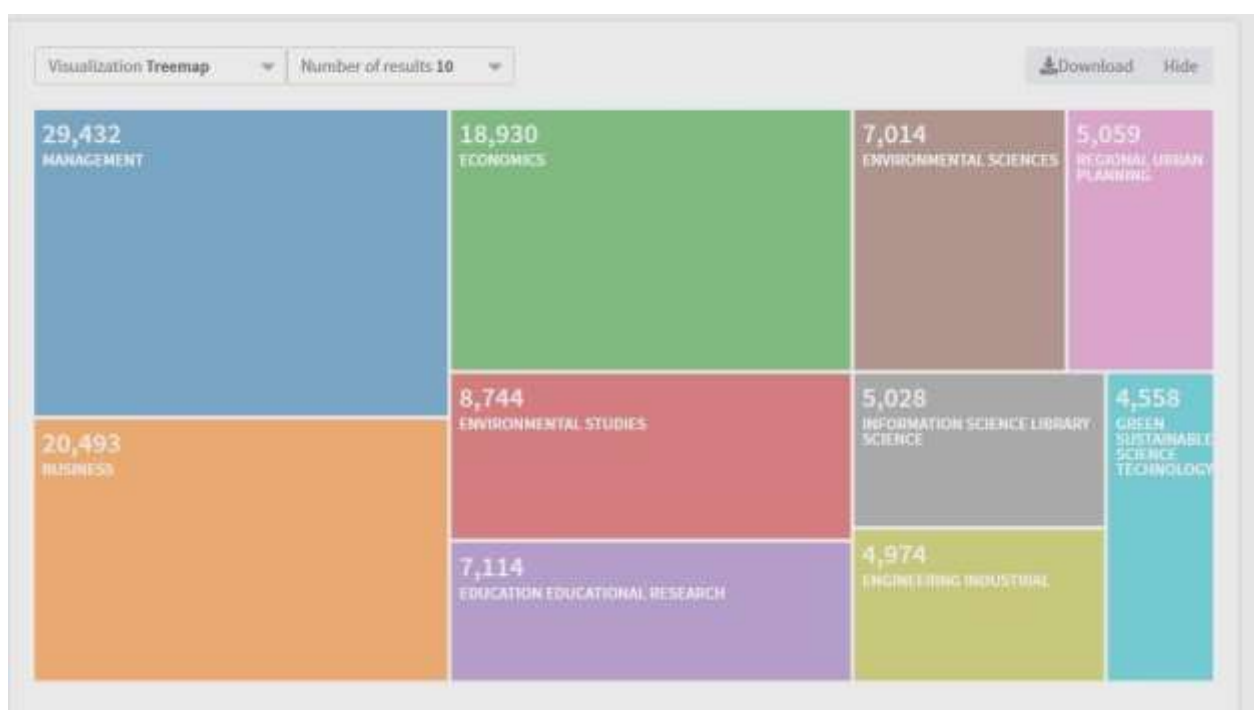 Visualization Treemap
Number of results 10
Download
Hide
29,432
MANAGEMENT
18,930
ECONOMICS
7,014
ENVIRONMENTAL SCIENCES
5,059
REGIONAL URBAN
PLANNING
8,744
ENVIRONMENTAL STUDIES
5,028
INFORMATION SCIENCE LIBRARY
SCIENCE
4,558
GREEN
SUSTAINABLE
SCIENCE
TECHNOLOGY
20,493
BUSINESS
7,114
EDUCATION EDUCATIONAL RESEARCH
4,974
ENGINEERING INDUSTRIAL